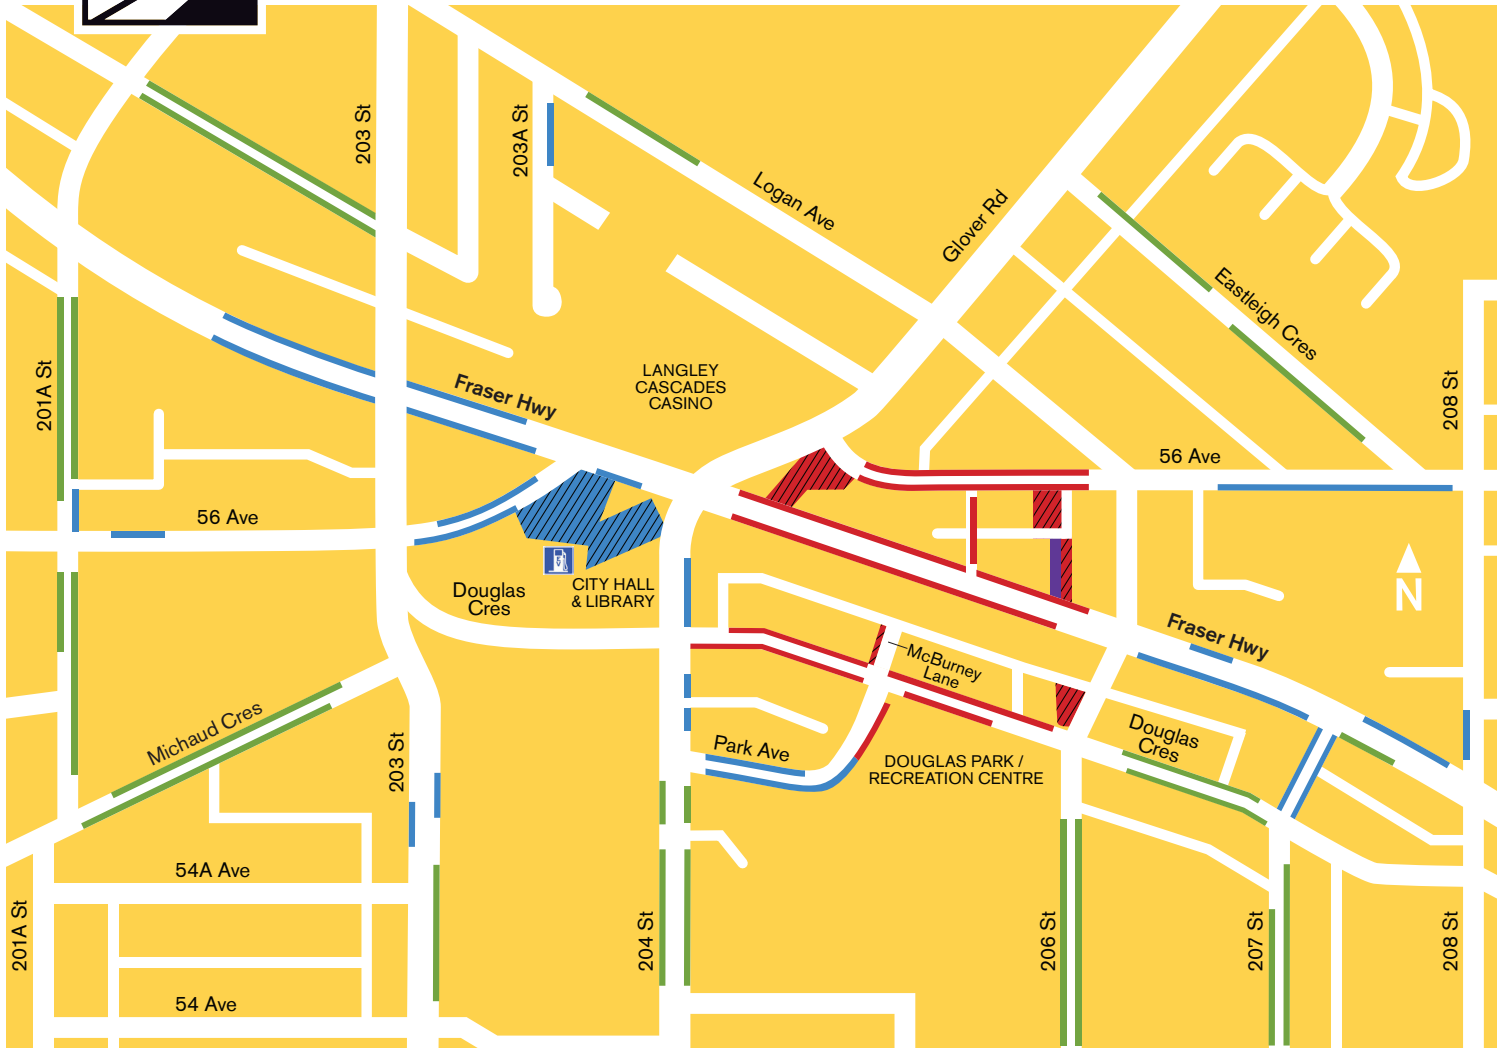 203 St
203A St
Logan Ave
Glover Rd
Eastleigh Cres
201A St
Fraser Hwy
LANGLEY
CASCADES
CASINO
208 St
56 Ave
56 Ave
Douglas
Cres
CITY HALL
& LIBRARY
N
Fraser Hwy
McBurney
Lane
Michaud Cres
203 St
Park Ave
DOUGLAS PARK /
RECREATION CENTRE
Douglas
Cres
54A Ave
201A St
204 St
206 St
207 St
208 St
54 Ave